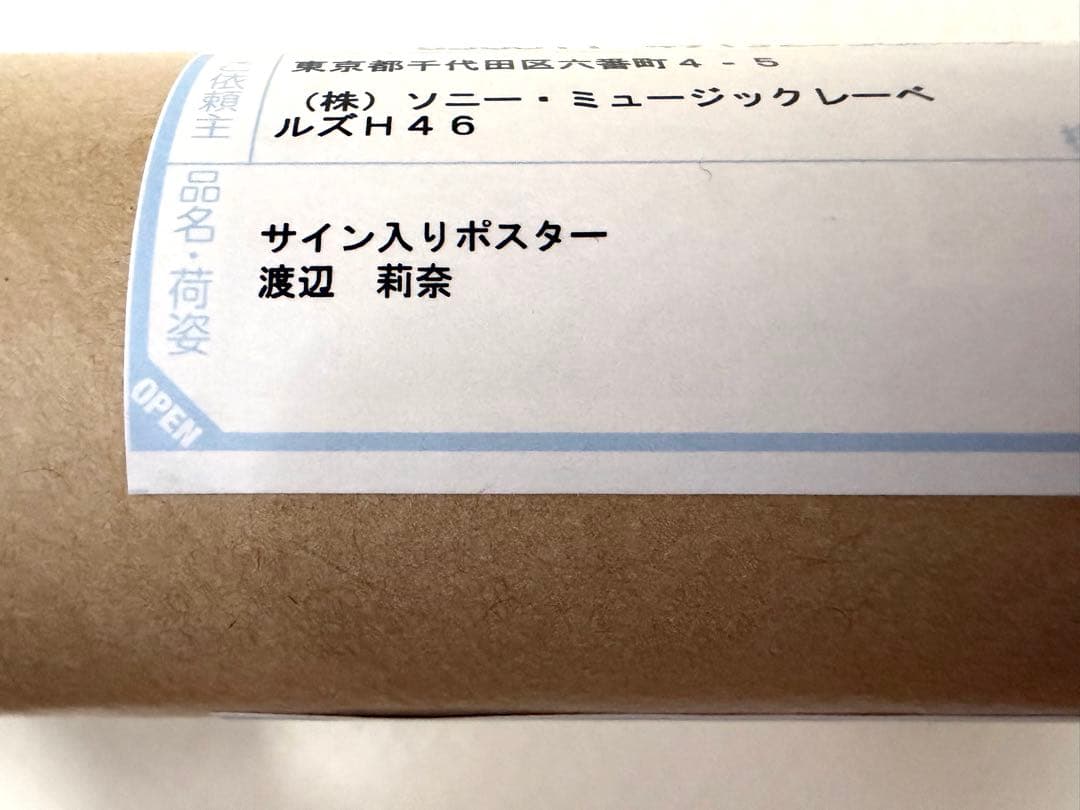 ご依頼主
東京都千代田区六番町４－５
（株）ソニー・ミュージックレーベ
ルズＨ４６
品名・荷姿
サイン入りポスター
渡辺　莉奈
OPEN